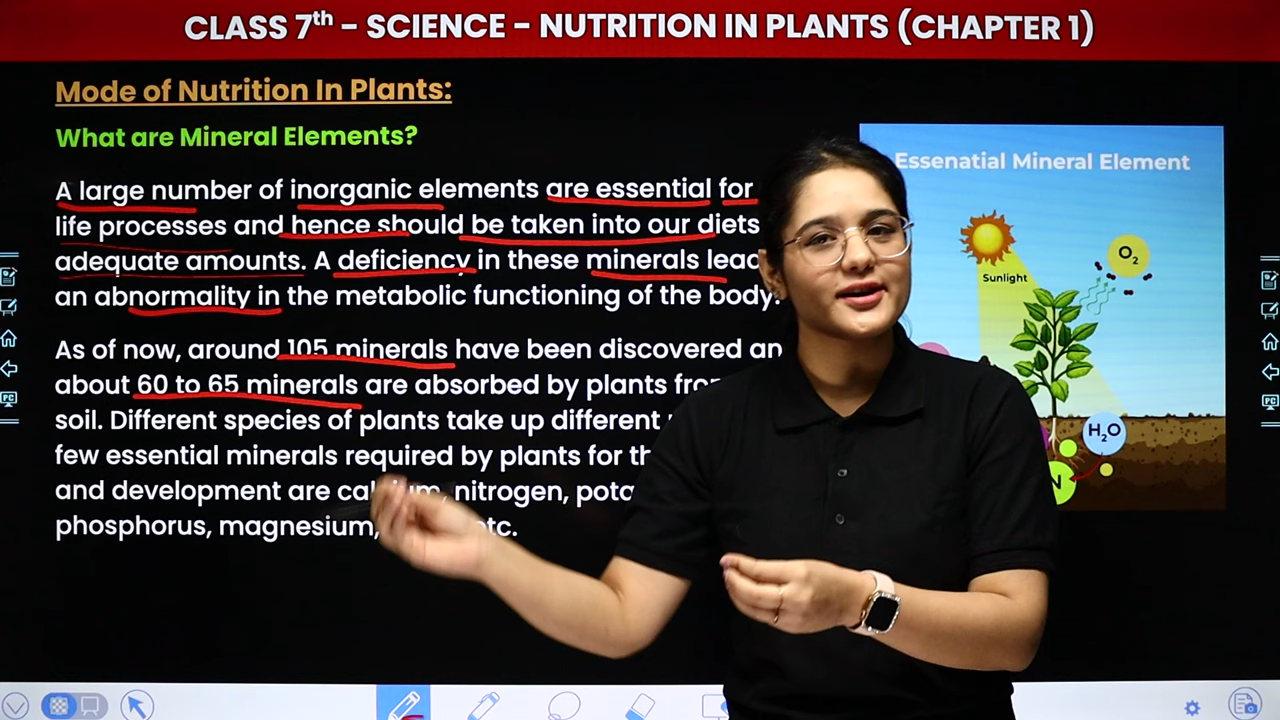 CLASS 7th – SCIENCE – NUTRITION IN PLANTS (CHAPTER 1)
Mode of Nutrition In Plants:
What are Mineral Elements?
A large number of inorganic elements are essential for
life processes and hence should be taken into our diets
adequate amounts. A deficiency in these minerals
an abnormality in the metabolic functioning of the body.
As of now, around 105 minerals have been discovered
about 60 to 65 minerals are absorbed by plants
soil. Different species of plants take up different
few essential minerals required by plants for
and development are nitrogen,
phosphorus, magnesium, etc.
Essenatial Mineral Element
Sunlight
O2
H2O
N
PC
PC